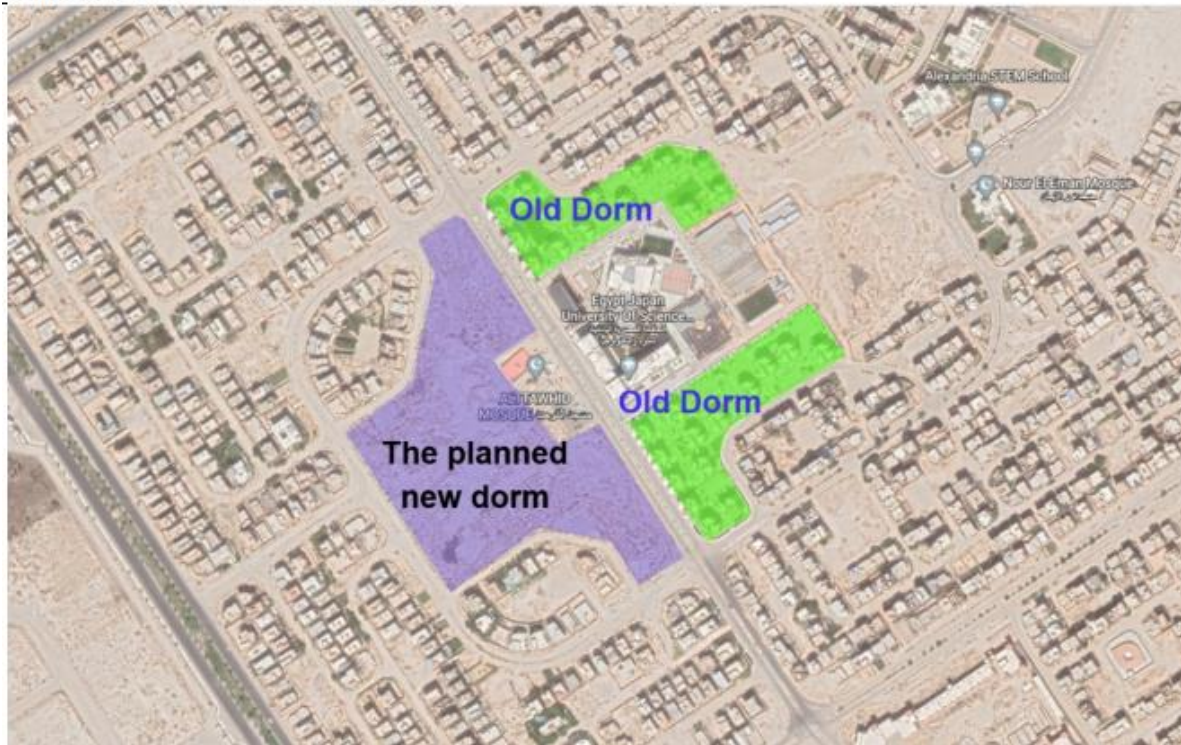 Alexandria STEM School
Nour El-Eman Mosque
Old Dorm
Egypt Japan
University Of Science...
Old Dorm
AL TAWHID
MOSQUE
The planned
new dorm